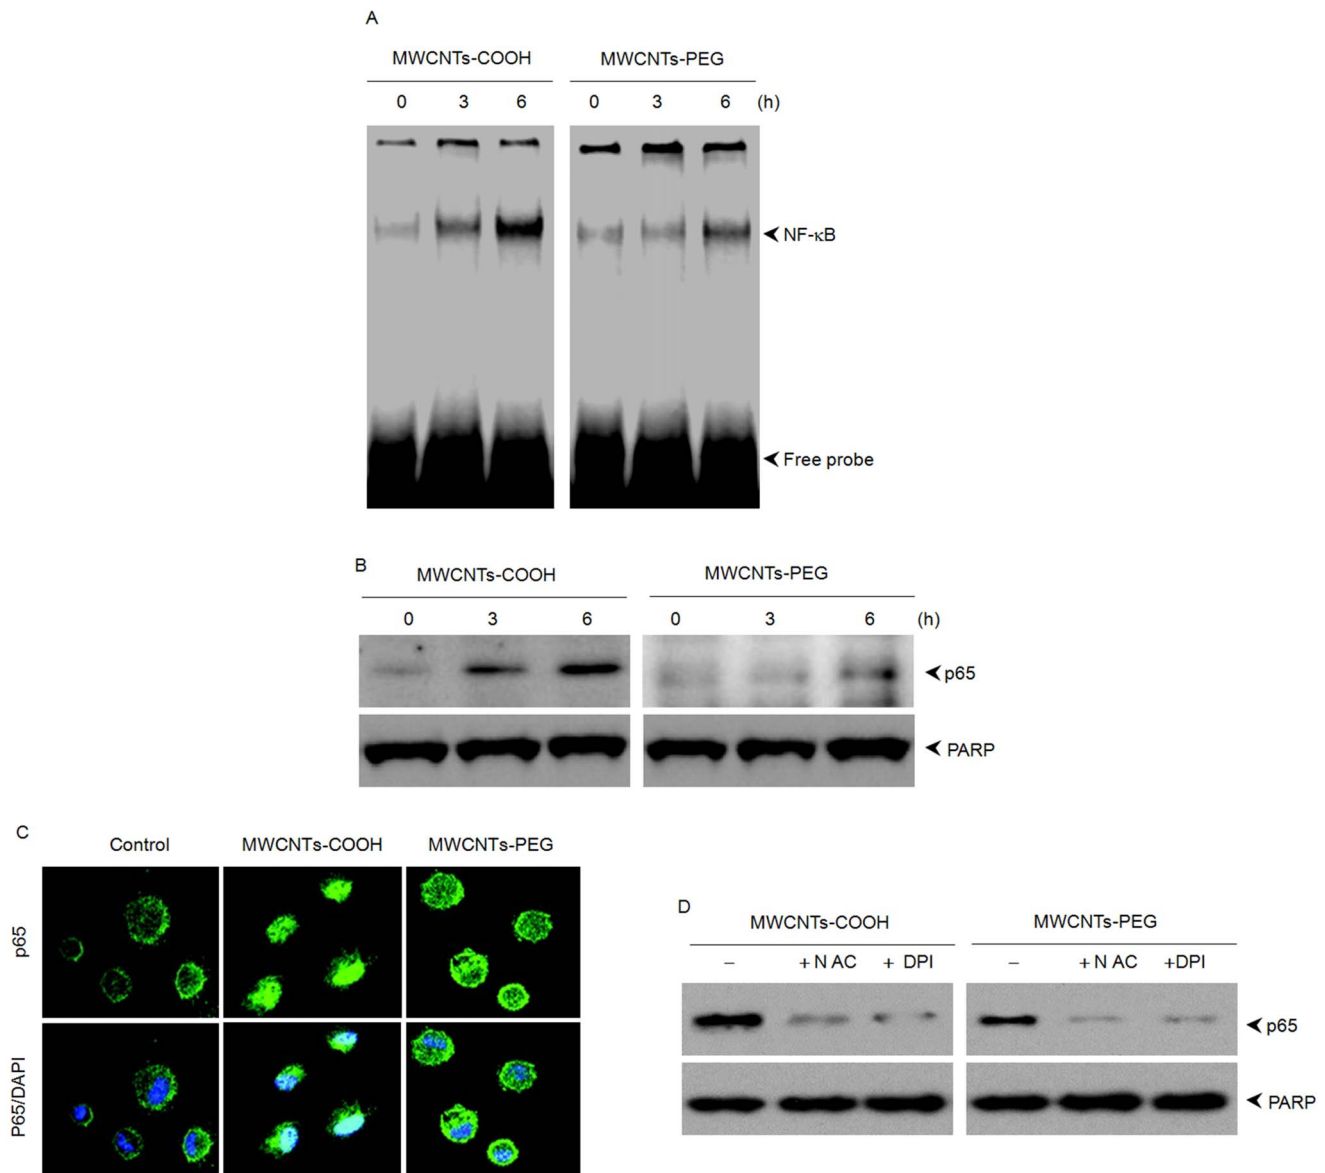 A
MWCNTs-COOH MWCNTs-PEG
0 3 6 0 3 6 (h)
NF-κB
Free probe
B
MWCNTs-COOH MWCNTs-PEG
0 3 6 0 3 6 (h)
p65
PARP
C
Control MWCNTs-COOH MWCNTs-PEG
p65
P65/DAPI
D
MWCNTs-COOH MWCNTs-PEG
– + N AC + DPI – + N AC +DPI
p65
PARP